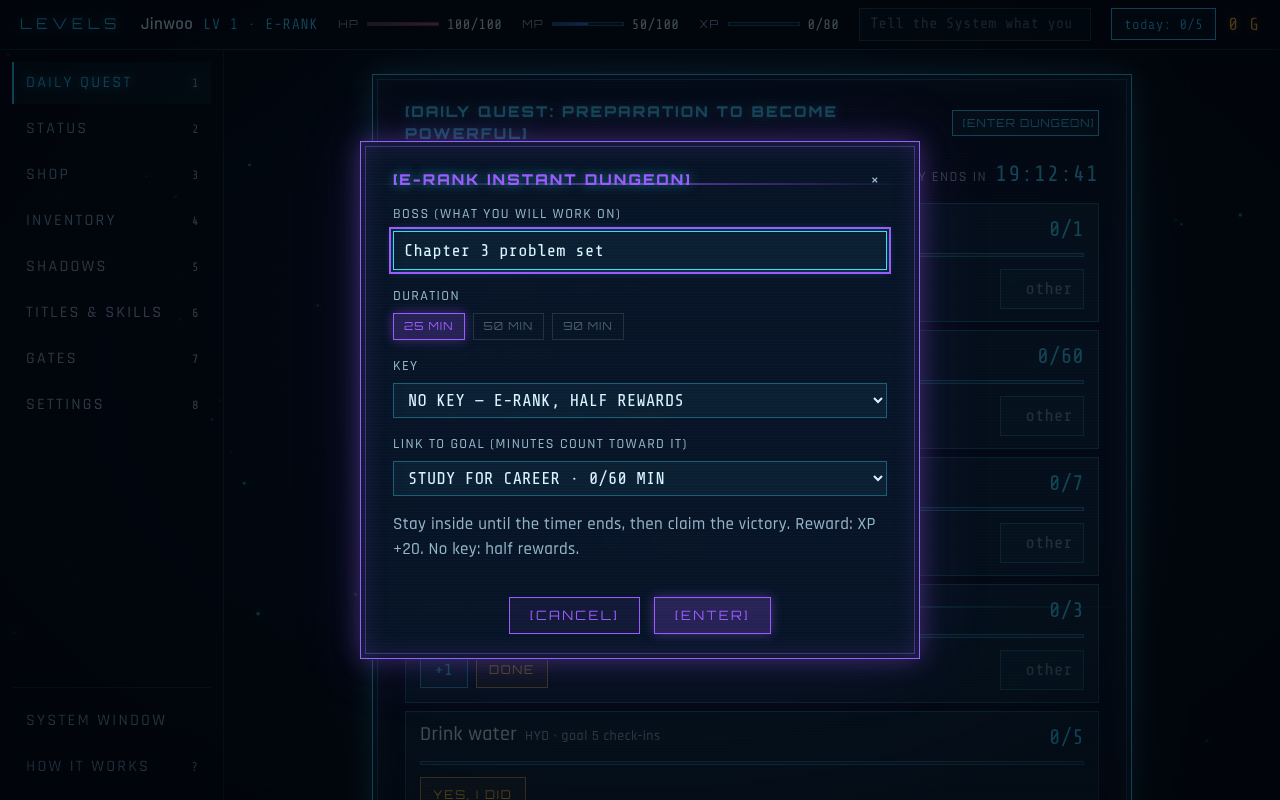 LEVELS
Jinwoo LV 1 · E-RANK
HP 100/100
MP 50/100
XP 0/80
Tell the System what you
today: 0/5
0 G
DAILY QUEST 1
STATUS 2
SHOP 3
INVENTORY 4
SHADOWS 5
TITLES & SKILLS 6
GATES 7
SETTINGS 8
SYSTEM WINDOW
HOW IT WORKS ?
[DAILY QUEST: PREPARATION TO BECOME
POWERFUL]
[ENTER DUNGEON]
Y ENDS IN 19:12:41
0/1
other
0/60
other
0/7
other
0/3
+1
DONE
other
Drink water HYD · goal 5 check-ins
0/5
YES, I DID
[E-RANK INSTANT DUNGEON]
×
BOSS (WHAT YOU WILL WORK ON)
Chapter 3 problem set
DURATION
25 MIN
50 MIN
90 MIN
KEY
NO KEY — E-RANK, HALF REWARDS
LINK TO GOAL (MINUTES COUNT TOWARD IT)
STUDY FOR CAREER · 0/60 MIN
Stay inside until the timer ends, then claim the victory. Reward: XP
+20. No key: half rewards.
[CANCEL]
[ENTER]